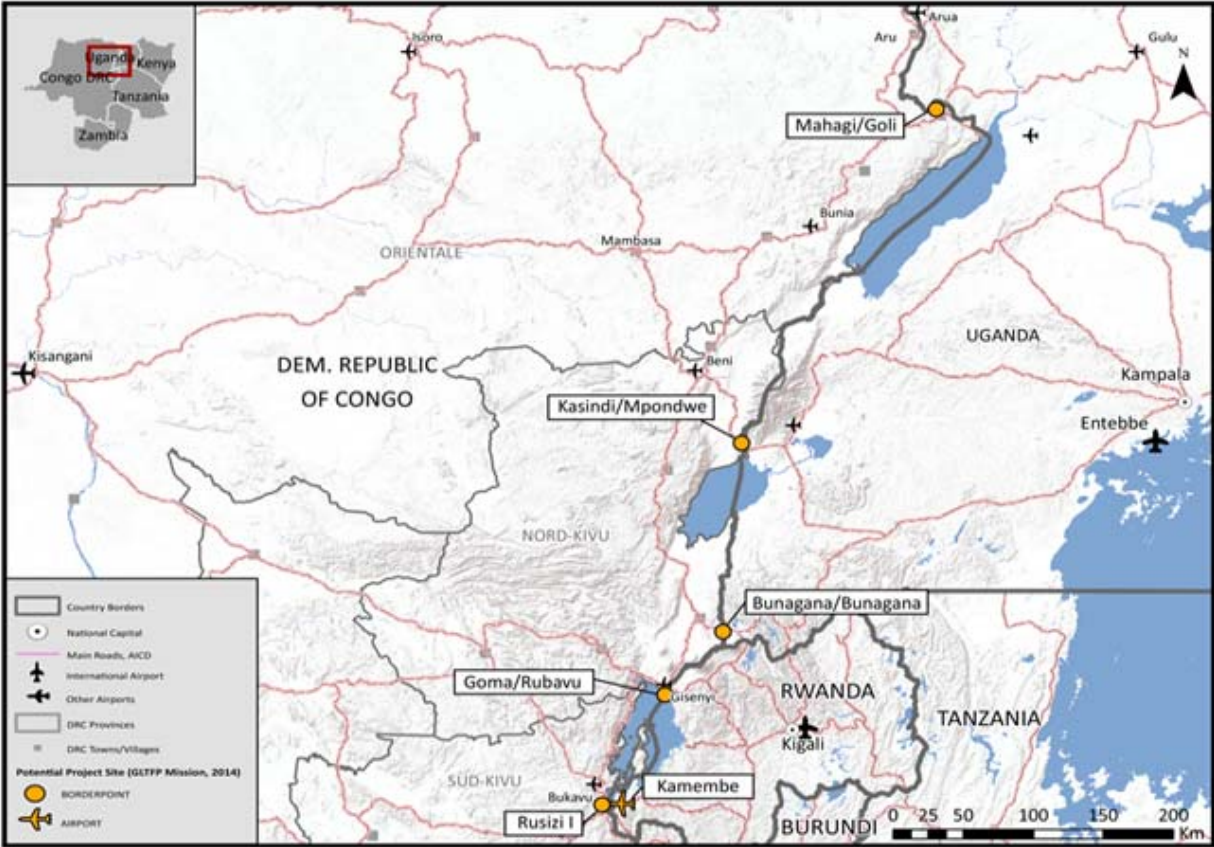 Uganda
Kenya
Congo DRC
Tanzania
Zambia
Isoro
Arua
Aru
Gulu
N
Mahagi/Goli
Bunia
Mambasa
ORIENTALE
UGANDA
Kisangani
Beni
DEM. REPUBLIC
OF CONGO
Kampala
Kasindi/Mpondwe
Entebbe
NORD-KIVU
Bunagana/Bunagana
Goma/Rubavu
Gisenyi
RWANDA
TANZANIA
Kigali
SUD-KIVU
Kamembe
Bukavu
Rusizi I
BURUNDI
0 25 50 100 150 200
Km
Country Borders
National Capital
Main Roads, AICD
International Airport
Other Airports
DRC Provinces
DRC Towns/Villages
Potential Project Site (GLTFP Mission, 2014)
BORDERPOINT
AIRPORT